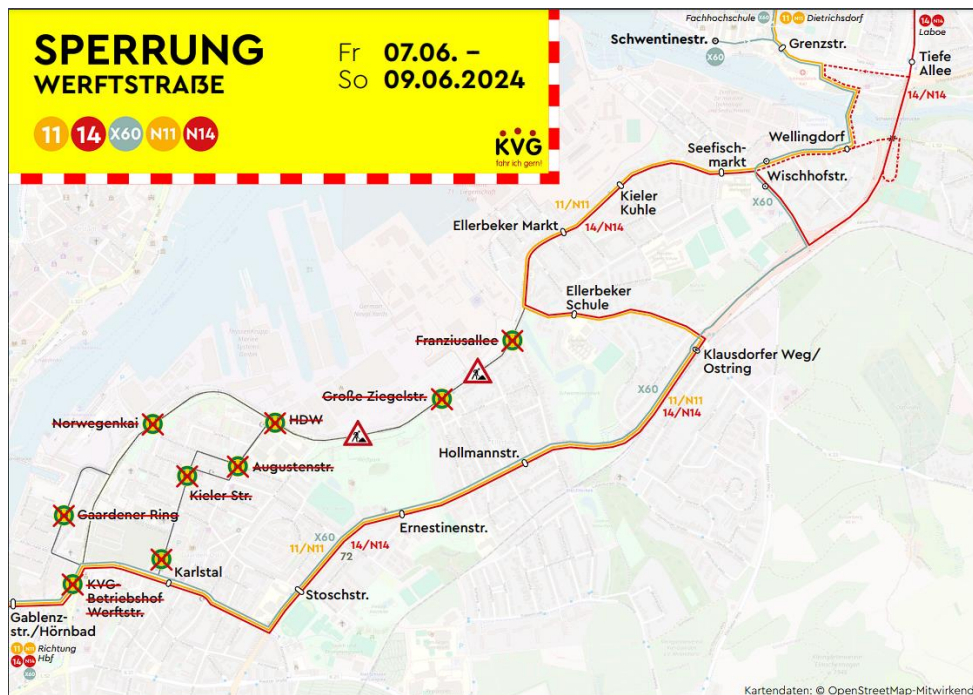 SPERRUNG
WERFTSTRAẞE
Fr 07.06. –
So 09.06.2024
11 14 X60 N11 N14
KVG
fahr ich gern!
Fachhochschule X60
11 N11 Dietrichsdorf
14 N14
Laboe
Schwentinestr.
X60
Grenzstr.
Tiefe
Allee
14/N14
Wellingdorf
Seefisch-
markt
Wischhofstr.
X60
11/N11
Kieler
Kuhle
14/N14
Ellerbeker Markt
Ellerbeker
Schule
Franziusallee
Klausdorfer Weg/
Ostring
Große Ziegelstr.
X60
11/N11
14/N14
Norwegenkai
HDW
Hollmannstr.
Augustenstr.
Kieler Str.
Gaardener Ring
Ernestinenstr.
X60
11/N11
14/N14
72
Karlstal
KVG-
Betriebshof
Werftstr.
Stoschstr.
Gablenz-
str./Hörnbad
11 N11 Richtung
14 N14 Hbf
X60
Kartendaten: © OpenStreetMap-Mitwirkende